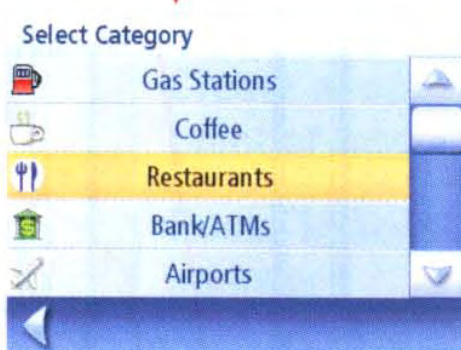 Select Category
Gas Stations
Coffee
Restaurants
Bank/ATMs
Airports